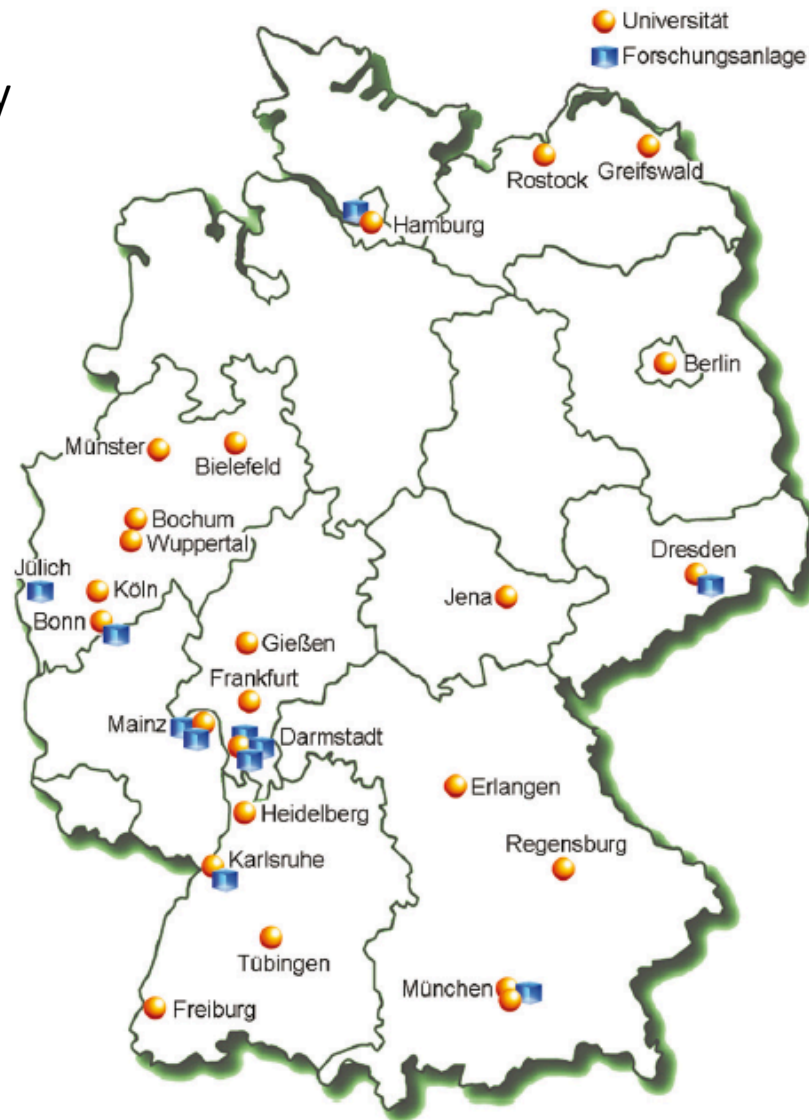 Universität
Forschungsanlage
y
Rostock
Greifswald
Hamburg
Berlin
Münster
Bielefeld
Bochum
Wuppertal
Jülich
Köln
Dresden
Bonn
Jena
Gießen
Frankfurt
Mainz
Darmstadt
Erlangen
Heidelberg
Karlsruhe
Regensburg
Tübingen
München
Freiburg